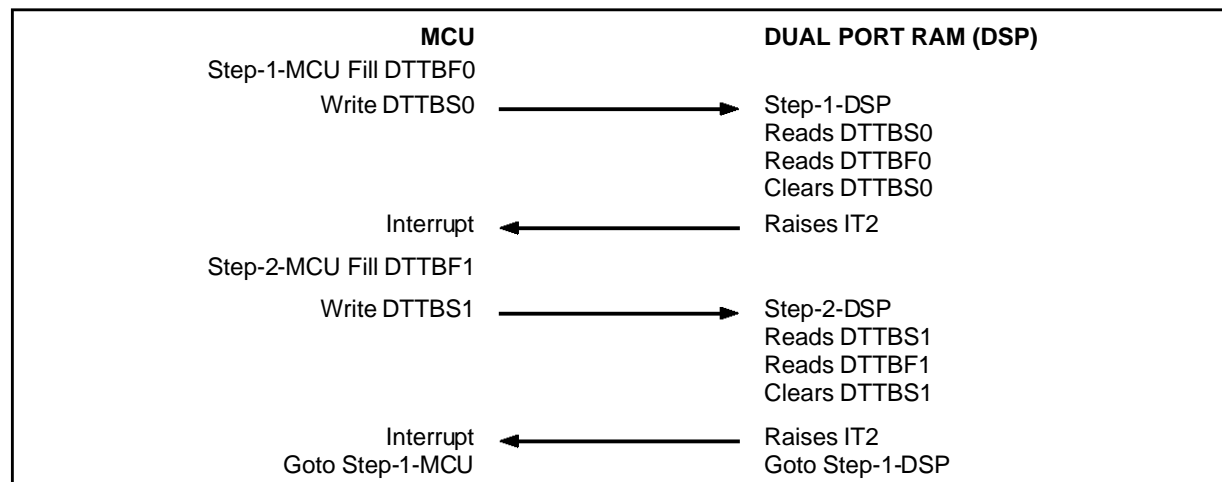 MCU DUAL PORT RAM (DSP)
Step-1-MCU Fill DTTBF0
Write DTTBS0 Step-1-DSP
Reads DTTBS0
Reads DTTBF0
Clears DTTBS0
Interrupt Raises IT2
Step-2-MCU Fill DTTBF1
Write DTTBS1 Step-2-DSP
Reads DTTBS1
Reads DTTBF1
Clears DTTBS1
Interrupt Raises IT2
Goto Step-1-MCU Goto Step-1-DSP